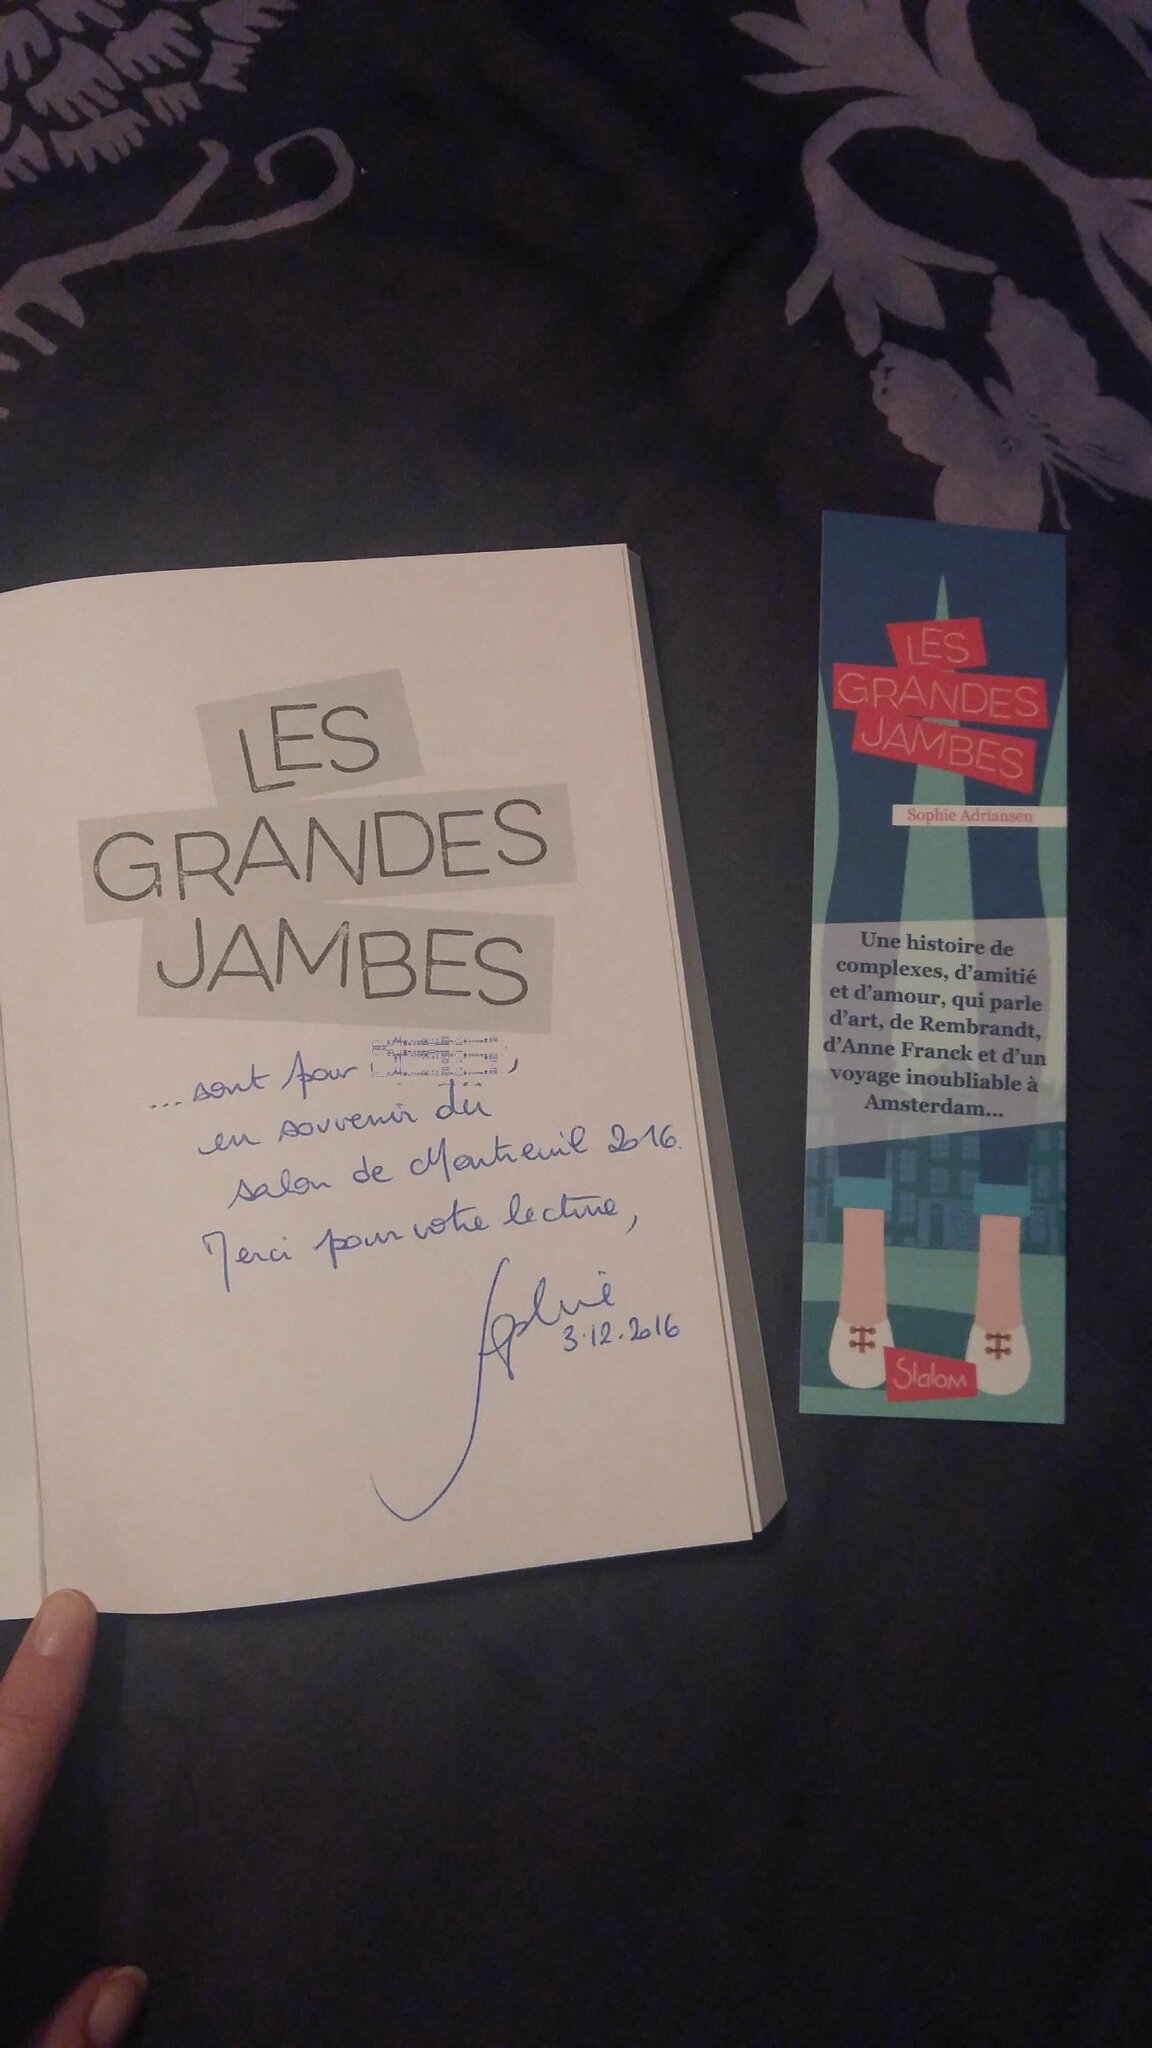 LES
GRANDES
JAMBES
... sont pour ,
en souvenir du
salon de Montreuil 2016.
Merci pour votre lecture,
Sophie
3.12.2016
LES
GRANDES
JAMBES
Sophie Adriansen
Une histoire de
complexes, d'amitié
et d'amour, qui parle
d'art, de Rembrandt,
d'Anne Franck et d'un
voyage inoubliable à
Amsterdam...
Slalom